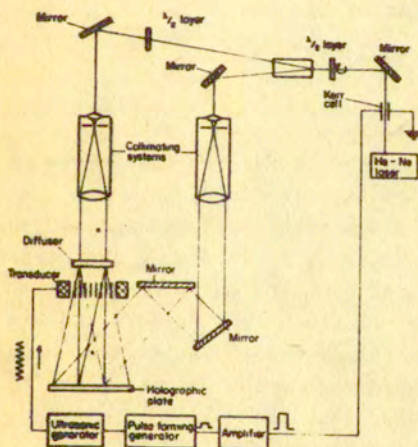 Mirror
λ/2 layer
Mirror
λ/2 layer
Mirror
Kerr
cell
He - Ne
laser
Collimating
systems
Diffuser
Transducer
Mirror
Mirror
Holographic
plate
Ultrasonic
generator
Pulse forming
generator
Amplifier